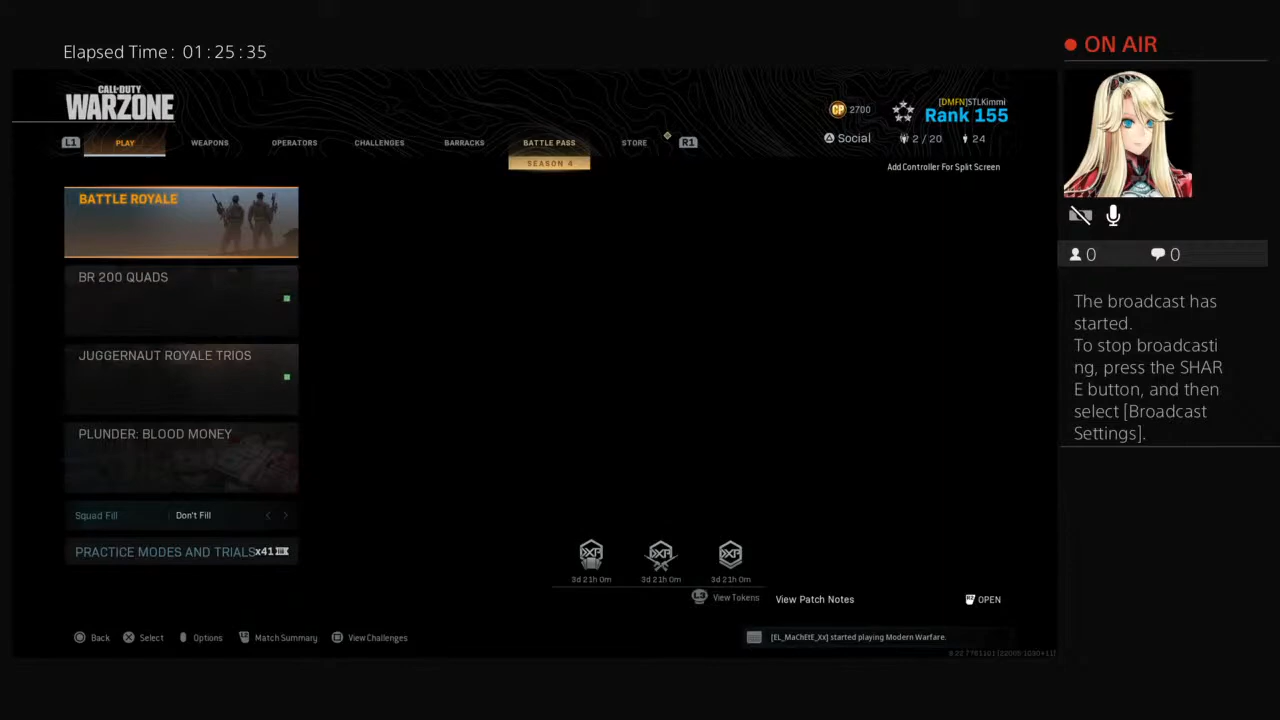 Elapsed Time: 01:25:35
ON AIR
CALL OF DUTY
WARZONE
CP 2700
[DMFN]STLKimmi
Rank 155
Social 2 / 20 24
L1 PLAY WEAPONS OPERATORS CHALLENGES BARRACKS BATTLE PASS STORE R1
SEASON 4
Add Controller For Split Screen
BATTLE ROYALE
BR 200 QUADS
JUGGERNAUT ROYALE TRIOS
PLUNDER: BLOOD MONEY
Squad Fill Don't Fill
PRACTICE MODES AND TRIALS x41
0 0
The broadcast has
started.
To stop broadcasti
ng, press the SHAR
E button, and then
select [Broadcast
Settings].
2XP 2XP 2XP
3d 21h 0m 3d 21h 0m 3d 21h 0m
View Tokens
View Patch Notes OPEN
Back Select Options Match Summary View Challenges
[EL_MaChEtE_Xx] started playing Modern Warfare.